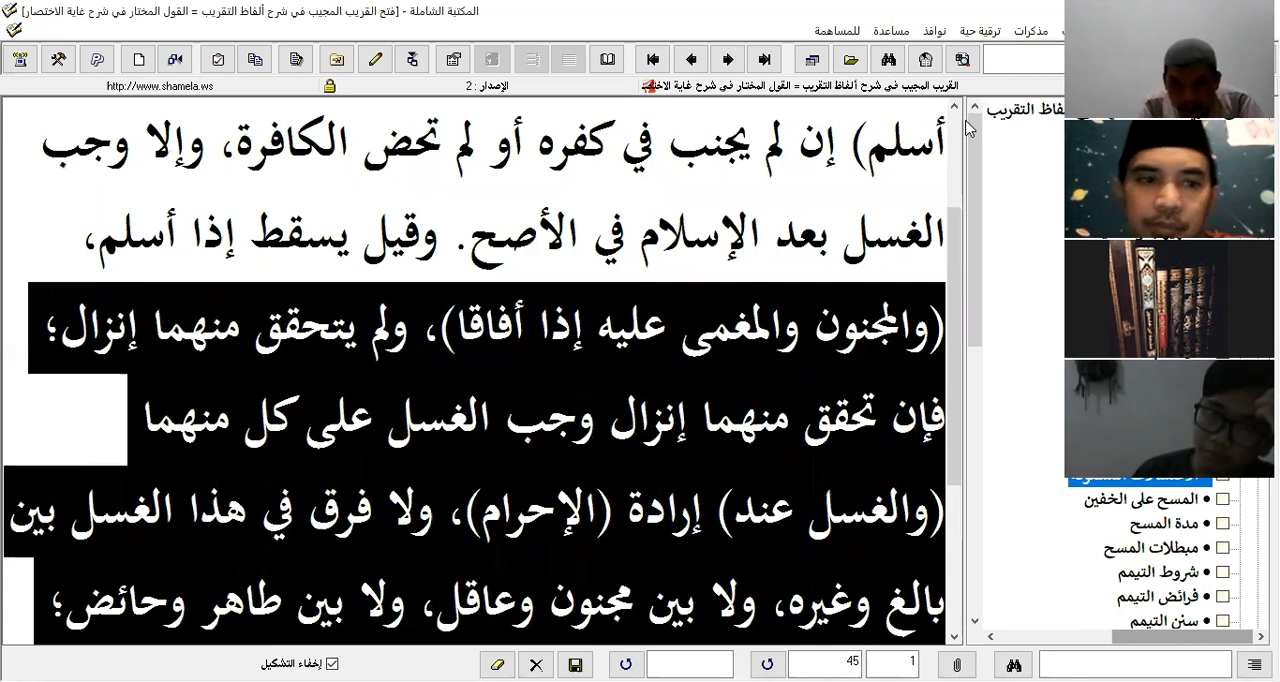 المكتبة الشاملة - [فتح القريب المجيب في شرح ألفاظ التقريب = القول المختار في شرح غاية الاختصار]
مذكرات ترقية حية نوافذ مساعدة للمساهمة
القريب المجيب في شرح ألفاظ التقريب = القول المختار في شرح غاية
الإصدار : 2
http://www.shamela.ws
أسلم) إن لم يجنب في كفره أو لم تحض الكافرة، وإلا وجب
الغسل بعد الإسلام في الأصح. وقيل يسقط إذا أسلم،
(والمجنون والمغمى عليه إذا أفاقا)، ولم يتحقق منهما إنزال؛
فإن تحقق منهما إنزال وجب الغسل على كل منهما
(والغسل عند) إرادة (الإحرام)، ولا فرق في هذا الغسل بين
بالغ وغيره، ولا بين مجنون وعاقل، ولا بين طاهر وحائض؛
التقريب
المسح على الخفين
مدة المسح
مبطلات المسح
شروط التيمم
فرائض التيمم
سنن التيمم
1
45
إخفاء التشكيل